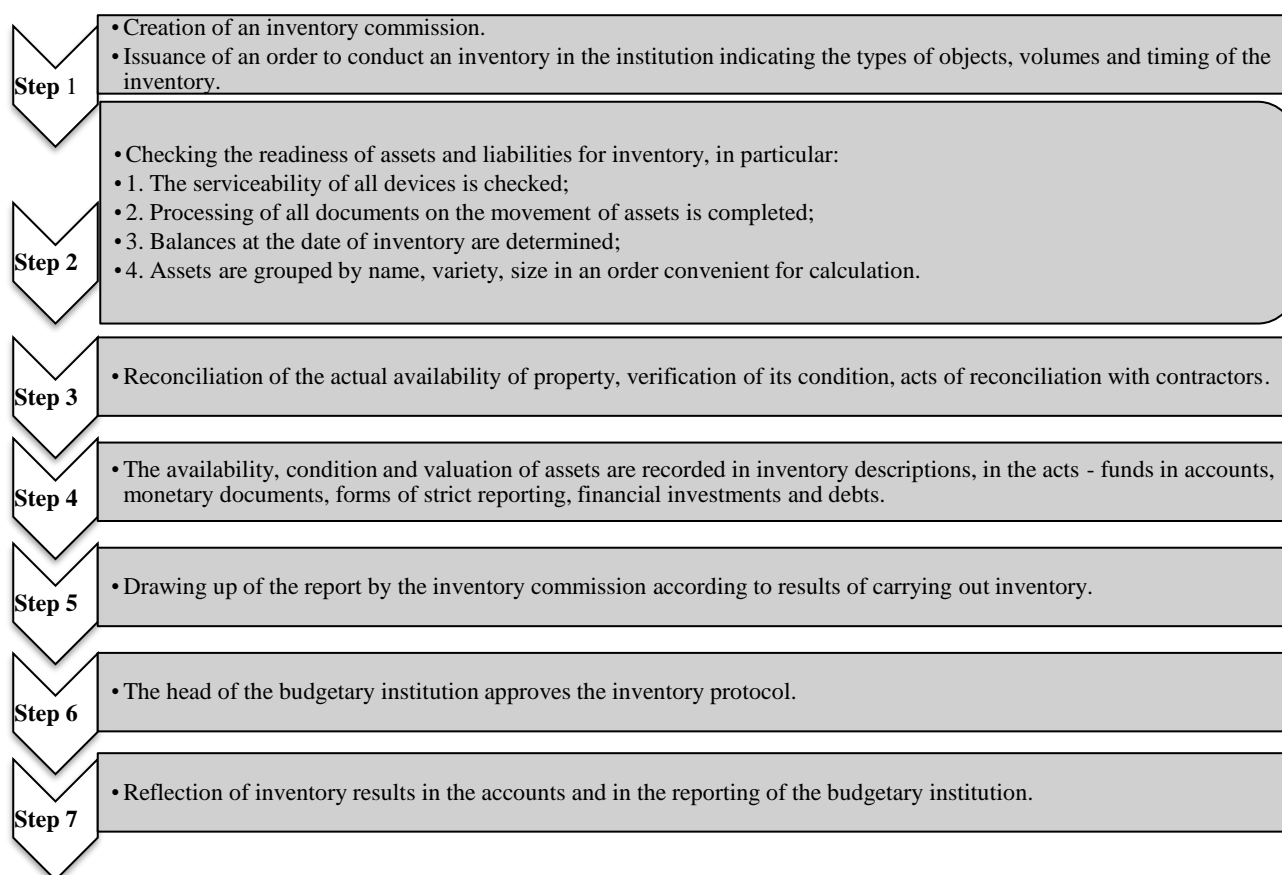 Step 1
• Creation of an inventory commission.
• Issuance of an order to conduct an inventory in the institution indicating the types of objects, volumes and timing of the
inventory.
Step 2
• Checking the readiness of assets and liabilities for inventory, in particular:
• 1. The serviceability of all devices is checked;
• 2. Processing of all documents on the movement of assets is completed;
• 3. Balances at the date of inventory are determined;
• 4. Assets are grouped by name, variety, size in an order convenient for calculation.
Step 3
• Reconciliation of the actual availability of property, verification of its condition, acts of reconciliation with contractors.
Step 4
• The availability, condition and valuation of assets are recorded in inventory descriptions, in the acts - funds in accounts,
monetary documents, forms of strict reporting, financial investments and debts.
Step 5
• Drawing up of the report by the inventory commission according to results of carrying out inventory.
Step 6
• The head of the budgetary institution approves the inventory protocol.
Step 7
• Reflection of inventory results in the accounts and in the reporting of the budgetary institution.